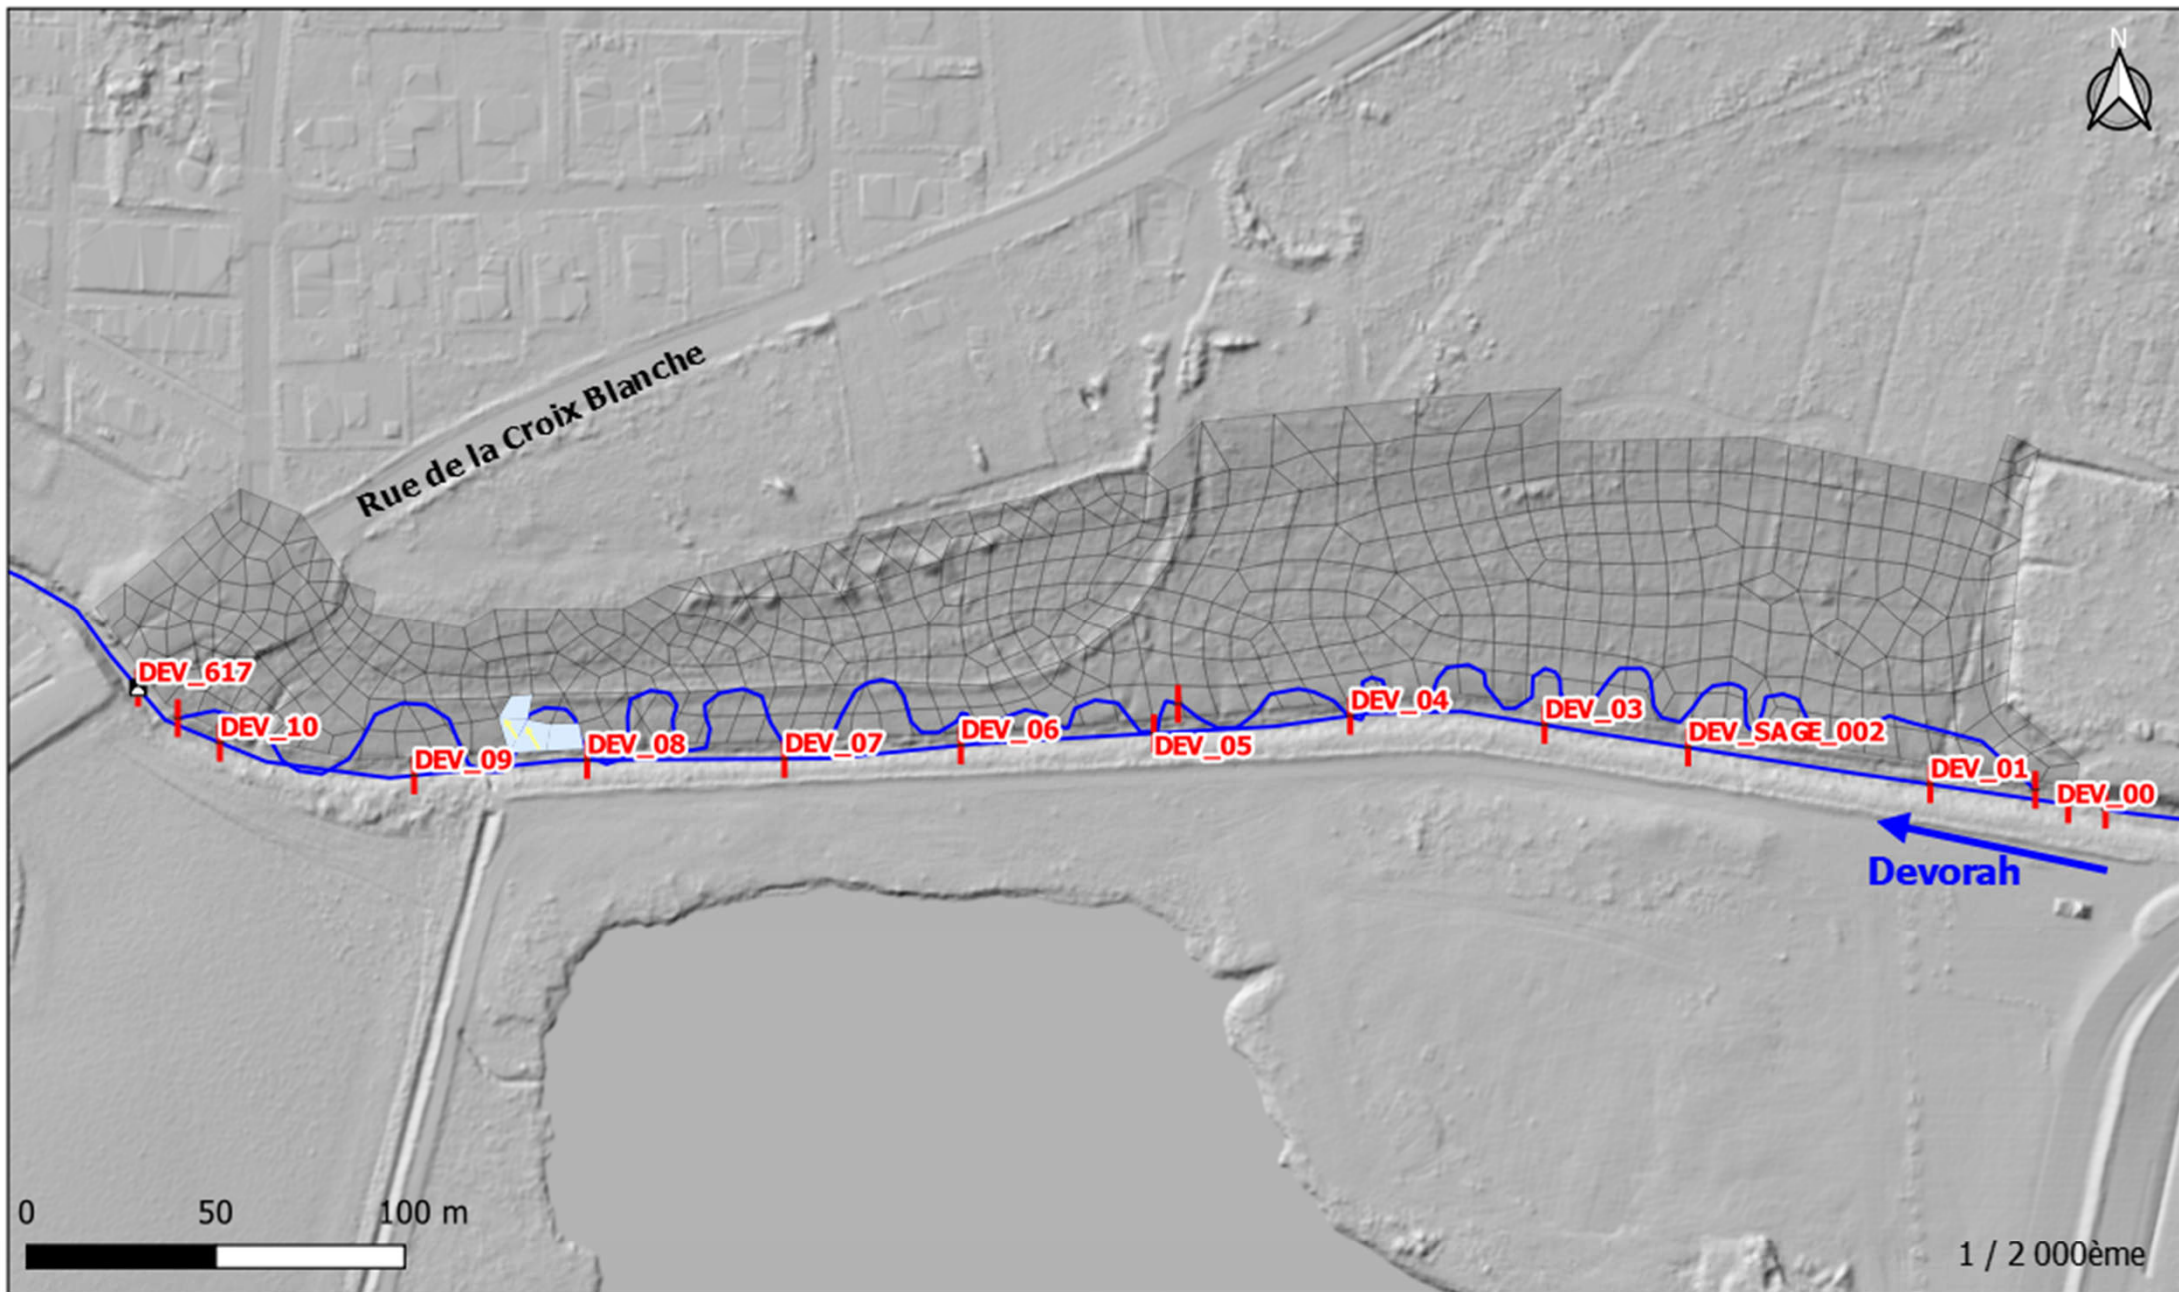 N
Rue de la Croix Blanche
DEV_617
DEV_10
DEV_09
DEV_08
DEV_07
DEV_06
DEV_05
DEV_04
DEV_03
DEV_SAGE_002
DEV_01
DEV_00
Devorah
0 50 100 m
1 / 2 000ème